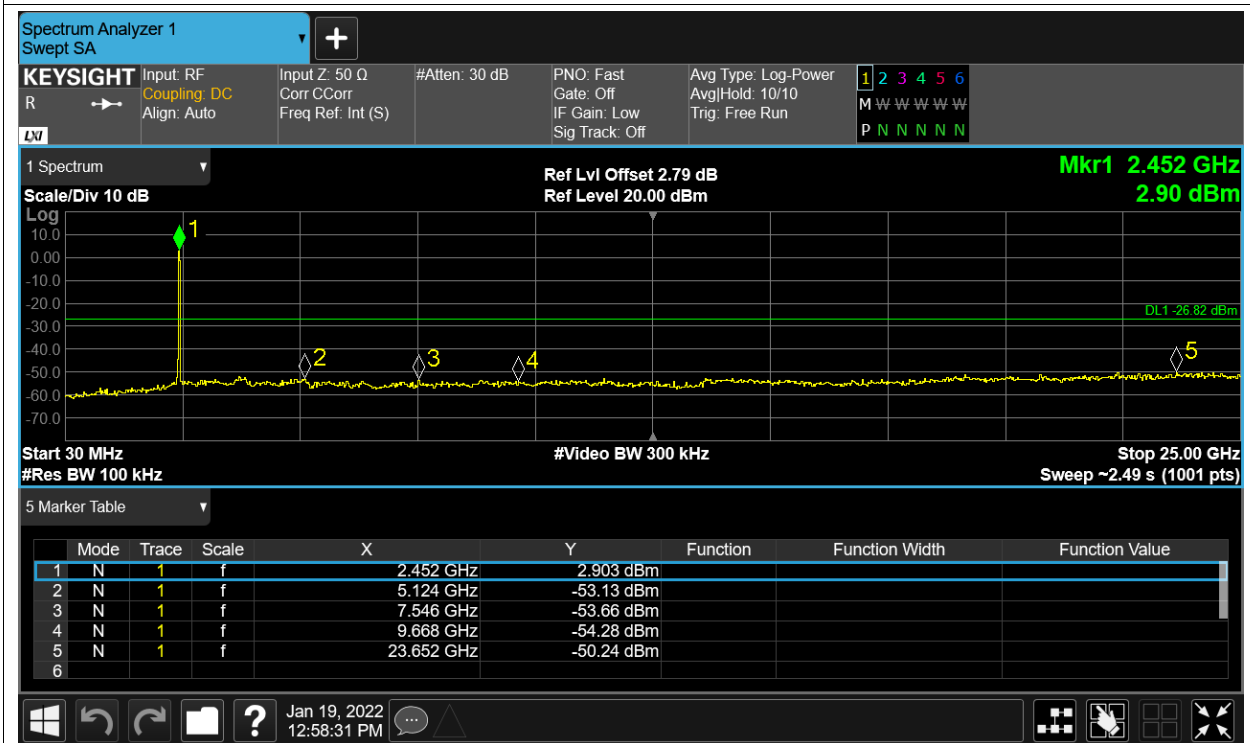 Spectrum Analyzer 1
Swept SA
KEYSIGHT
R
LXI
Input: RF
Coupling: DC
Align: Auto
Input Z: 50 Ω
Corr CCorr
Freq Ref: Int (S)
#Atten: 30 dB
PNO: Fast
Gate: Off
IF Gain: Low
Sig Track: Off
Avg Type: Log-Power
Avg|Hold: 10/10
Trig: Free Run
1 2 3 4 5 6
M W W W W W W
P N N N N N N
1 Spectrum
Scale/Div 10 dB
Ref Lvl Offset 2.79 dB
Ref Level 20.00 dBm
Mkr1 2.452 GHz
2.90 dBm
Log
10.0
0.00
-10.0
-20.0
-30.0
-40.0
-50.0
-60.0
-70.0
1
2
3
4
5
DL1 -26.82 dBm
Start 30 MHz
#Video BW 300 kHz
Stop 25.00 GHz
#Res BW 100 kHz
Sweep ~2.49 s (1001 pts)
5 Marker Table
Mode Trace Scale X Y Function Function Width Function Value
1 N 1 f 2.452 GHz 2.903 dBm
2 N 1 f 5.124 GHz -53.13 dBm
3 N 1 f 7.546 GHz -53.66 dBm
4 N 1 f 9.668 GHz -54.28 dBm
5 N 1 f 23.652 GHz -50.24 dBm
6
?
Jan 19, 2022
12:58:31 PM